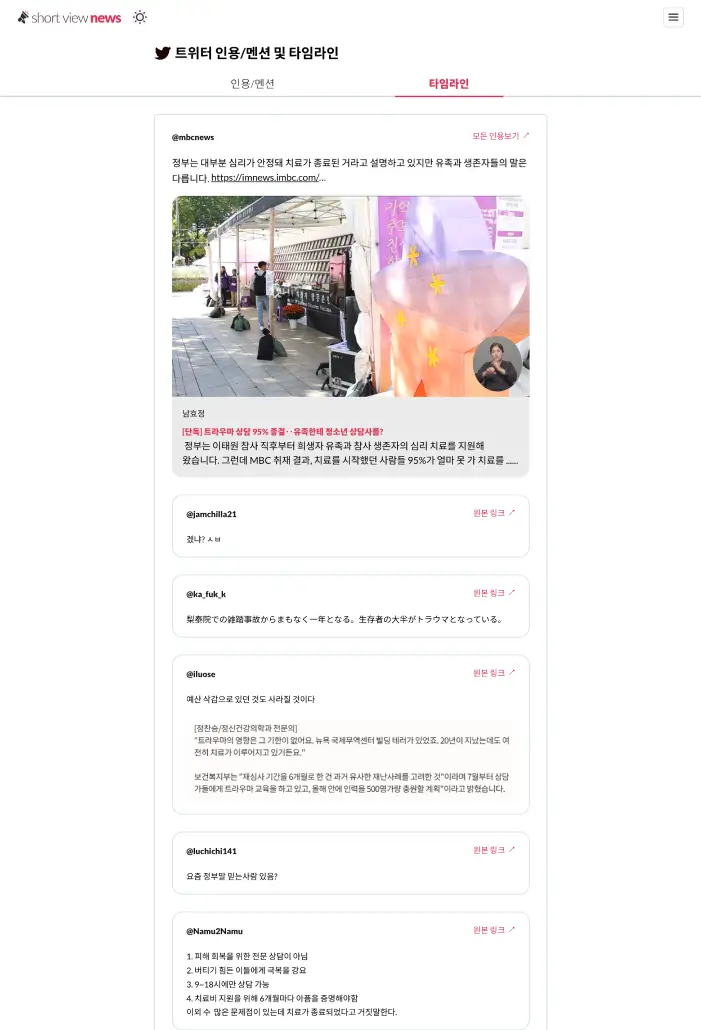 short view news
트위터 인용/멘션 및 타임라인
인용/멘션
타임라인
@mbcnews
모든 인용보기 ↗
정부는 대부분 심리가 안정돼 치료가 종료된 거라고 설명하고 있지만 유족과 생존자들의 말은
다릅니다. https://imnews.imbc.com/...
남효정
[단독] 트라우마 상담 95% 종결‥유족한테 청소년 상담사를?
정부는 이태원 참사 직후부터 희생자 유족과 참사 생존자의 심리 치료를 지원해
왔습니다. 그런데 MBC 취재 결과, 치료를 시작했던 사람들 95%가 얼마 못 가 치료를 ......
@jamchilla21
원본 링크 ↗
겠냐? ㅅㅂ
@ka_fuk_k
원본 링크 ↗
梨泰院での雑踏事故からまもなく一年となる。生存者の大半がトラウマとなっている。
@iluose
원본 링크 ↗
예산 삭감으로 있던 것도 사라질 것이다
[정찬승/정신건강의학과 전문의]
"트라우마의 영향은 그 기한이 없어요. 뉴욕 국제무역센터 빌딩 테러가 있었죠. 20년이 지났는데도 여
전히 치료가 이루어지고 있거든요."
보건복지부는 "재심사 기간을 6개월로 한 건 과거 유사한 재난사례를 고려한 것"이라며 7월부터 상담
가들에게 트라우마 교육을 하고 있고, 올해 안에 인력을 500명가량 충원할 계획"이라고 밝혔습니다.
@luchichi141
원본 링크 ↗
요즘 정부말 믿는사람 있음?
@Namu2Namu
원본 링크 ↗
1. 피해 회복을 위한 전문 상담이 아님
2. 버티기 힘든 이들에게 극복을 강요
3. 9~18시에만 상담 가능
4. 치료비 지원을 위해 6개월마다 아픔을 증명해야함
이외 수 많은 문제점이 있는데 치료가 종료되었다고 거짓말한다.